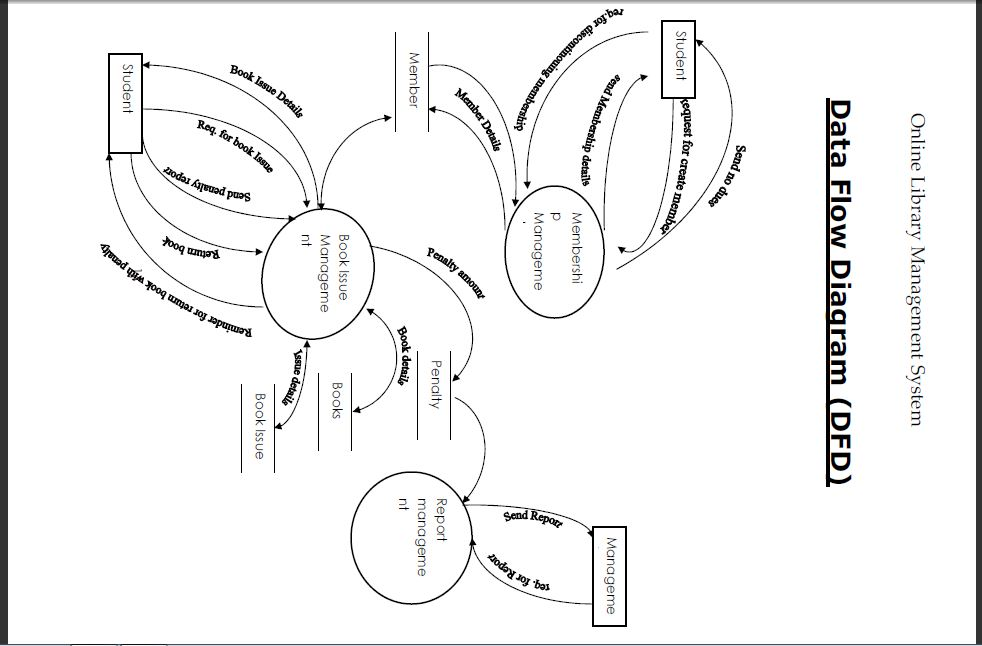 Online Library Management System
Data Flow Diagram (DFD)
Send no dues
Student
request for create member
send Membership details
req.for discontinouing membership
Membershi
p
Manageme
Member
Member Details
Penalty amount
Penalty
Manageme
Send Report
req. for Report
Report
manageme
nt
Book details
Books
Book Issue
Manageme
nt
Issue details
Book Issue
Book Issue Details
Req. for book Issue
Send penalty report
Return book
Reminder for return book with penalty
Student